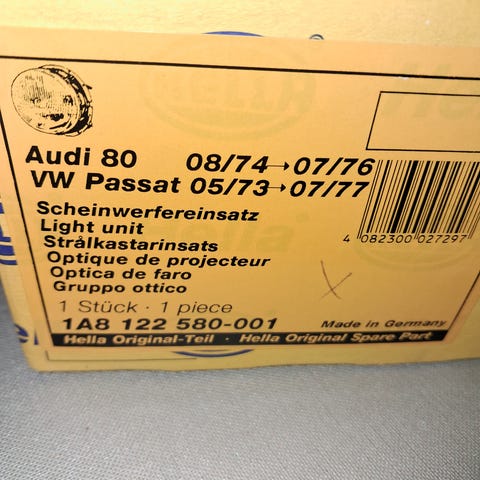 Audi 80 08/74→07/76
VW Passat 05/73→07/77
Scheinwerfereinsatz
Light unit
Strålkastarinsats
Optique de projecteur
Optica de faro
Gruppo ottico
4 082300 027297
1 Stück · 1 piece
1A8 122 580-001
Made in Germany
Hella Original-Teil · Hella Original Spare Part